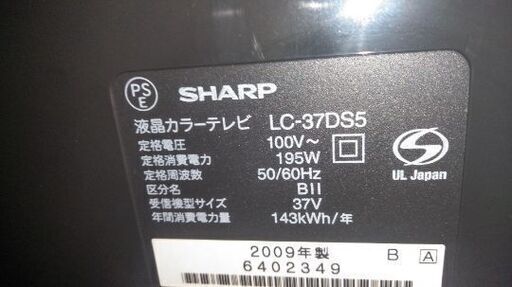 PS
E
SHARP
液晶カラーテレビ LC-37DS5
定格電圧 100V～
定格消費電力 195W
定格周波数 50/60Hz
区分名 BII
受信機型サイズ 37V
年間消費電力量 143kWh/年
S
UL Japan
2009年製 B A
6402349